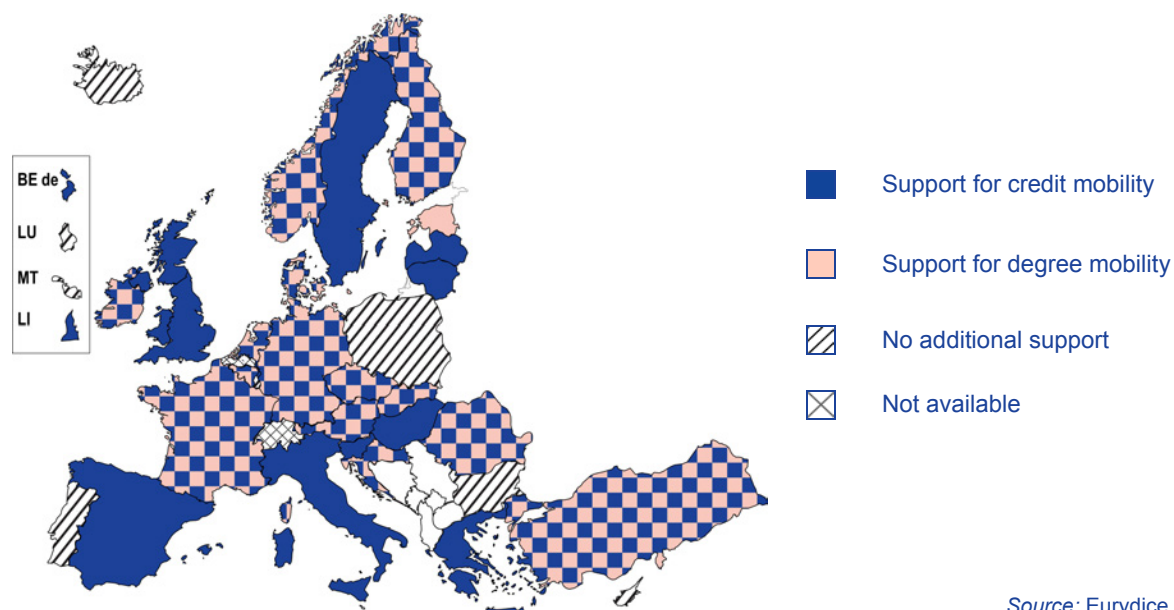 BE de
LU
MT
LI
Support for credit mobility
Support for degree mobility
No additional support
Not available
Source: Eurydice